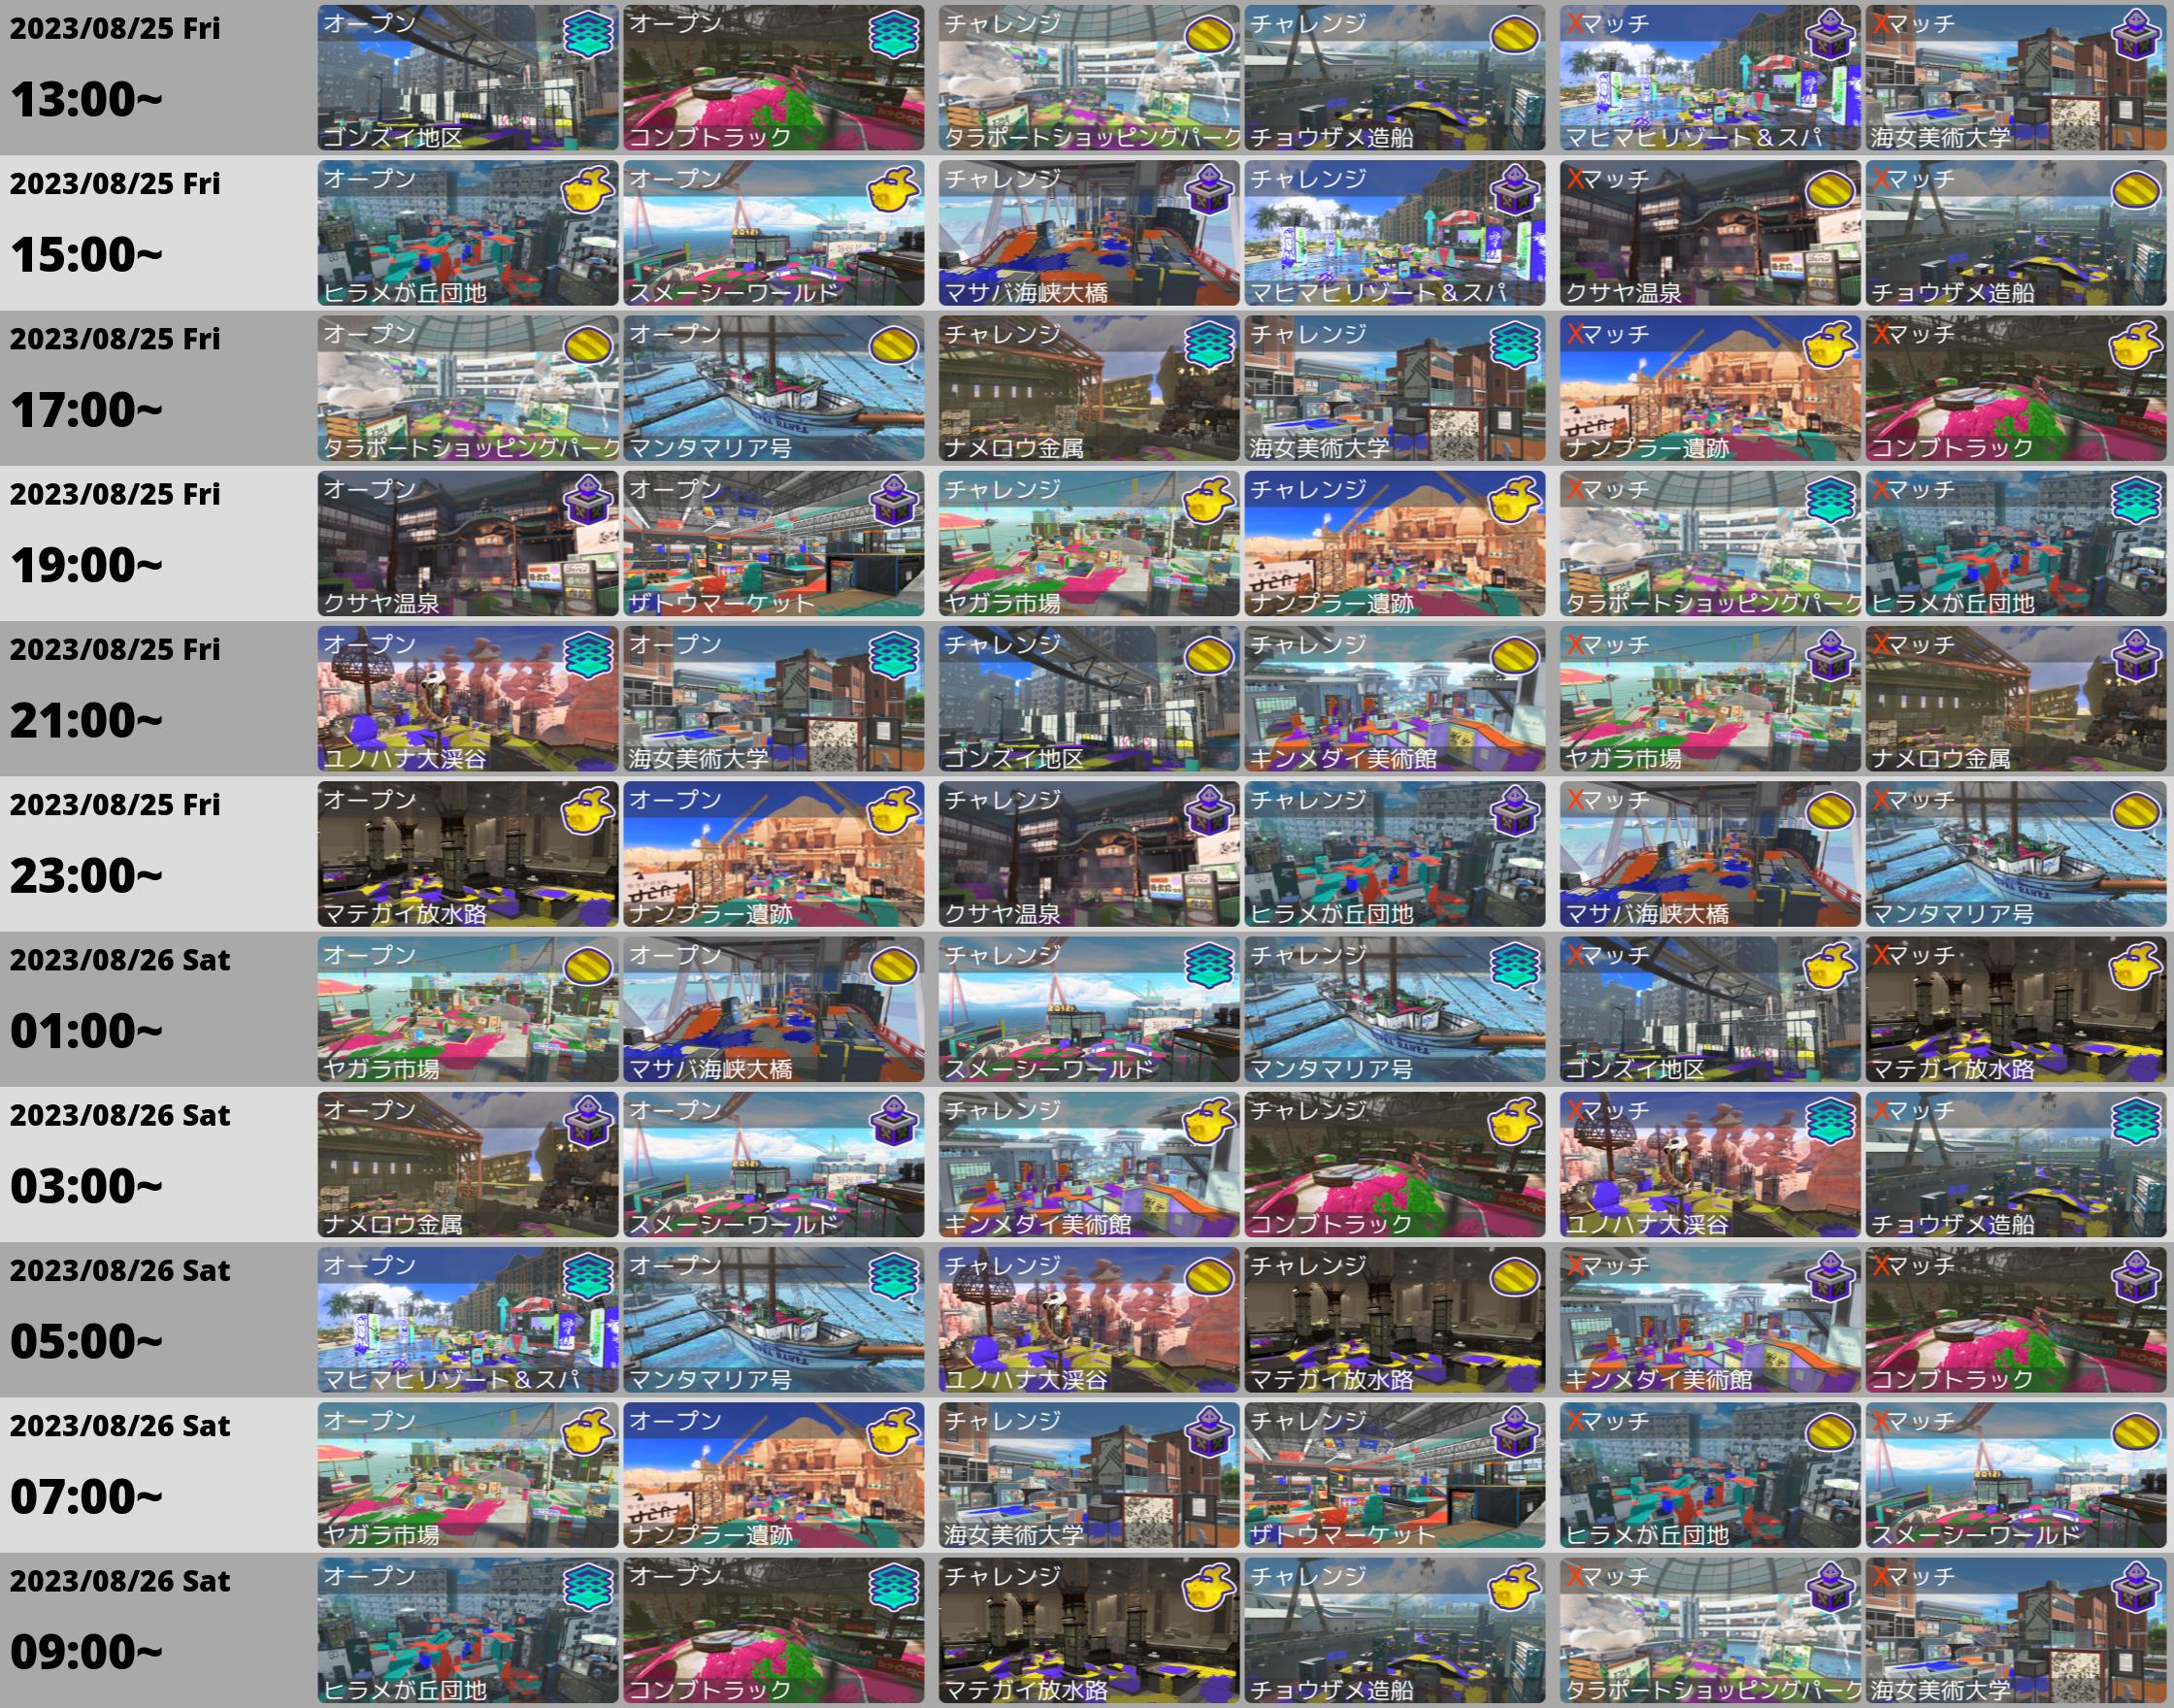 2023/08/25 Fri
13:00~
オープン オープン チャレンジ チャレンジ Xマッチ Xマッチ
ゴンズイ地区 コンブトラック タラポートショッピングパーク チョウザメ造船 マヒマヒリゾート＆スパ 海女美術大学
2023/08/25 Fri
15:00~
オープン オープン チャレンジ チャレンジ Xマッチ Xマッチ
ヒラメが丘団地 スメーシーワールド マサバ海峡大橋 マヒマヒリゾート＆スパ クサヤ温泉 チョウザメ造船
2023/08/25 Fri
17:00~
オープン オープン チャレンジ チャレンジ Xマッチ Xマッチ
タラポートショッピングパーク マンタマリア号 ナメロウ金属 海女美術大学 ナンプラー遺跡 コンブトラック
2023/08/25 Fri
19:00~
オープン オープン チャレンジ チャレンジ Xマッチ Xマッチ
クサヤ温泉 ザトウマーケット ヤガラ市場 ナンプラー遺跡 タラポートショッピングパーク ヒラメが丘団地
2023/08/25 Fri
21:00~
オープン オープン チャレンジ チャレンジ Xマッチ Xマッチ
ユノハナ大渓谷 海女美術大学 ゴンズイ地区 キンメダイ美術館 ヤガラ市場 ナメロウ金属
2023/08/25 Fri
23:00~
オープン オープン チャレンジ チャレンジ Xマッチ Xマッチ
マテガイ放水路 ナンプラー遺跡 クサヤ温泉 ヒラメが丘団地 マサバ海峡大橋 マンタマリア号
2023/08/26 Sat
01:00~
オープン オープン チャレンジ チャレンジ Xマッチ Xマッチ
ヤガラ市場 マサバ海峡大橋 スメーシーワールド マンタマリア号 ゴンズイ地区 マテガイ放水路
2023/08/26 Sat
03:00~
オープン オープン チャレンジ チャレンジ Xマッチ Xマッチ
ナメロウ金属 スメーシーワールド キンメダイ美術館 コンブトラック ユノハナ大渓谷 チョウザメ造船
2023/08/26 Sat
05:00~
オープン オープン チャレンジ チャレンジ Xマッチ Xマッチ
マヒマヒリゾート＆スパ マンタマリア号 ユノハナ大渓谷 マテガイ放水路 キンメダイ美術館 コンブトラック
2023/08/26 Sat
07:00~
オープン オープン チャレンジ チャレンジ Xマッチ Xマッチ
ヤガラ市場 ナンプラー遺跡 海女美術大学 ザトウマーケット ヒラメが丘団地 スメーシーワールド
2023/08/26 Sat
09:00~
オープン オープン チャレンジ チャレンジ Xマッチ Xマッチ
ヒラメが丘団地 コンブトラック マテガイ放水路 チョウザメ造船 タラポートショッピングパーク 海女美術大学